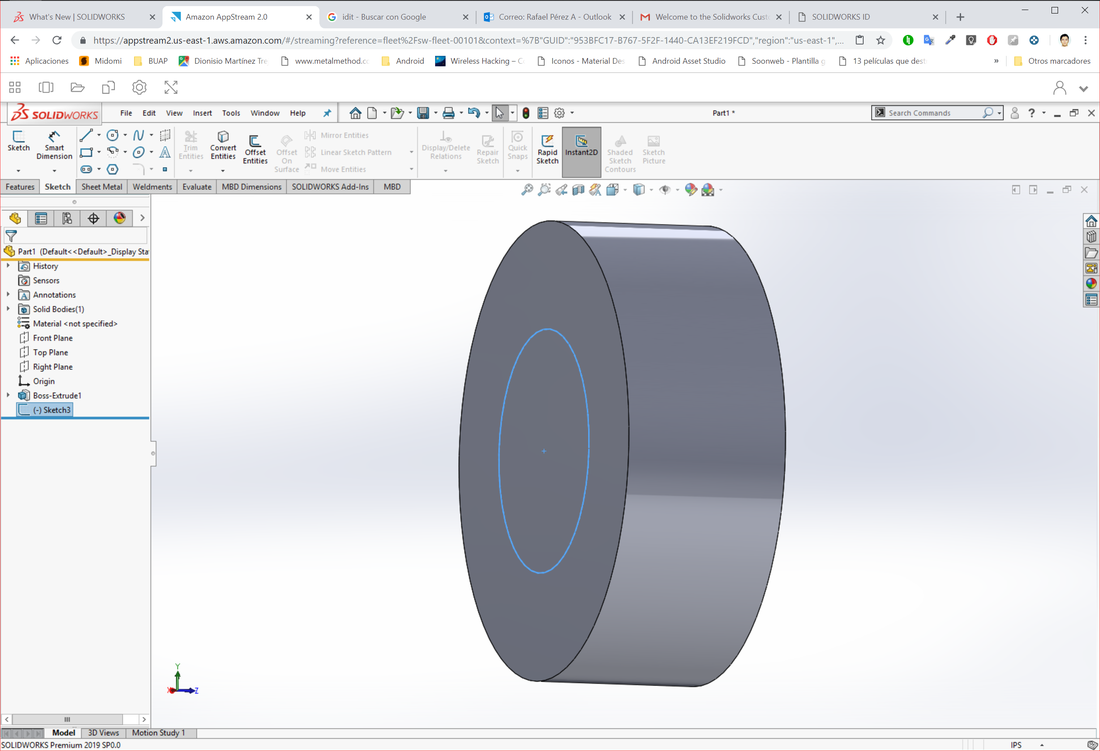 What's New | SOLIDWORKS
Amazon AppStream 2.0
idit - Buscar con Google
Correo: Rafael Pérez A - Outlook
Welcome to the Solidworks Cust
SOLIDWORKS ID
https://appstream2.us-east-1.aws.amazon.com/#/streaming?reference=fleet%2Fsw-fleet-00101&context=%7B"GUID":"953BFC17-B767-5F2F-1440-CA13EF219FCD","region":"us-east-1",...
Aplicaciones
Midomi
BUAP
Dionisio Martínez Tr
www.metalmethod.c
Android
Wireless Hacking – C
Iconos - Material Des
Android Asset Studio
Soonweb - Plantilla g
13 películas que dest
»
Otros marcadores
SOLIDWORKS
File
Edit
View
Insert
Tools
Window
Help
Part1 *
Search Commands
Sketch
Smart Dimension
Trim Entities
Convert Entities
Offset Entities
Offset On Surface
Mirror Entities
Linear Sketch Pattern
Move Entities
Display/Delete Relations
Repair Sketch
Quick Snaps
Rapid Sketch
Instant2D
Shaded Sketch Contours
Sketch Picture
Features
Sketch
Sheet Metal
Weldments
Evaluate
MBD Dimensions
SOLIDWORKS Add-Ins
MBD
Part1 (Default<<Default>_Display Sta
History
Sensors
Annotations
Solid Bodies(1)
Material <not specified>
Front Plane
Top Plane
Right Plane
Origin
Boss-Extrude1
(-) Sketch3
Y
X
Z
Model
3D Views
Motion Study 1
SOLIDWORKS Premium 2019 SP0.0
IPS